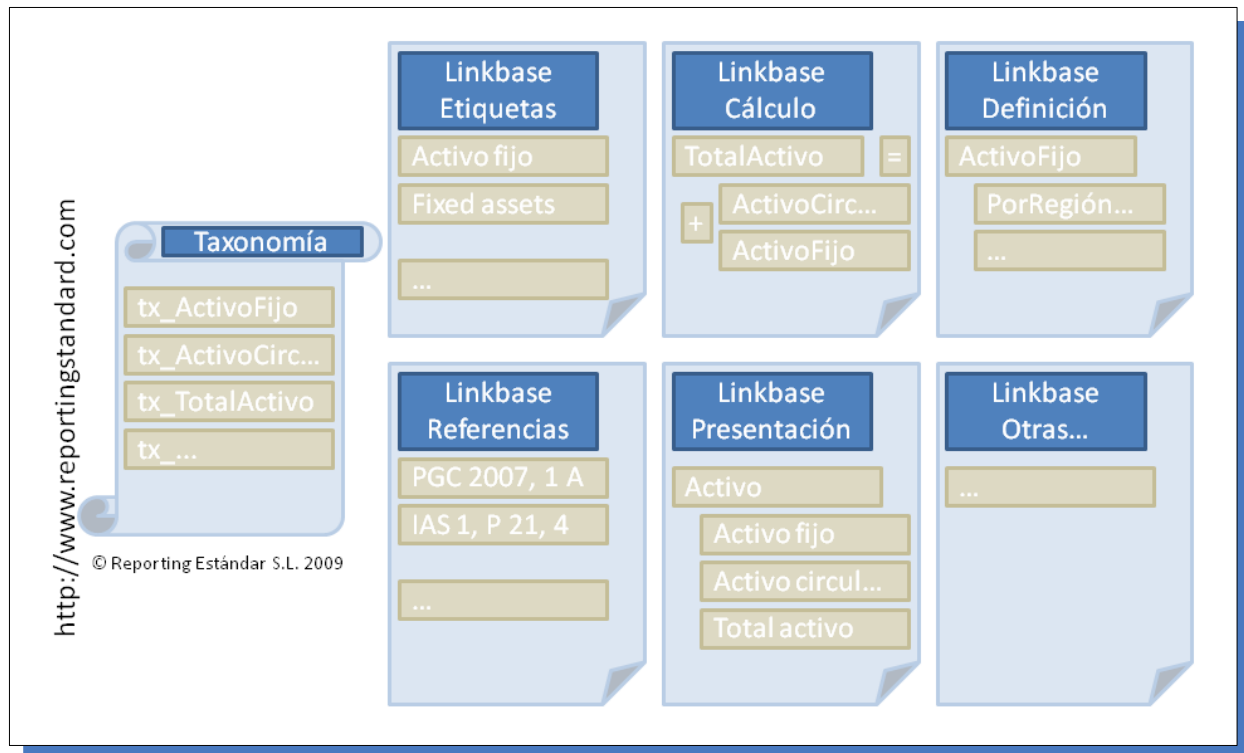 http://www.reportingstandard.com
Taxonomía
tx_ActivoFijo
tx_ActivoCirc...
tx_TotalActivo
tx_...
© Reporting Estándar S.L. 2009
Linkbase
Etiquetas
Activo fijo
Fixed assets
...
Linkbase
Cálculo
TotalActivo =
+
ActivoCirc...
ActivoFijo
Linkbase
Definición
ActivoFijo
PorRegión...
...
Linkbase
Referencias
PGC 2007, 1 A
IAS 1, P 21, 4
...
Linkbase
Presentación
Activo
Activo fijo
Activo circul...
Total activo
Linkbase
Otras...
...